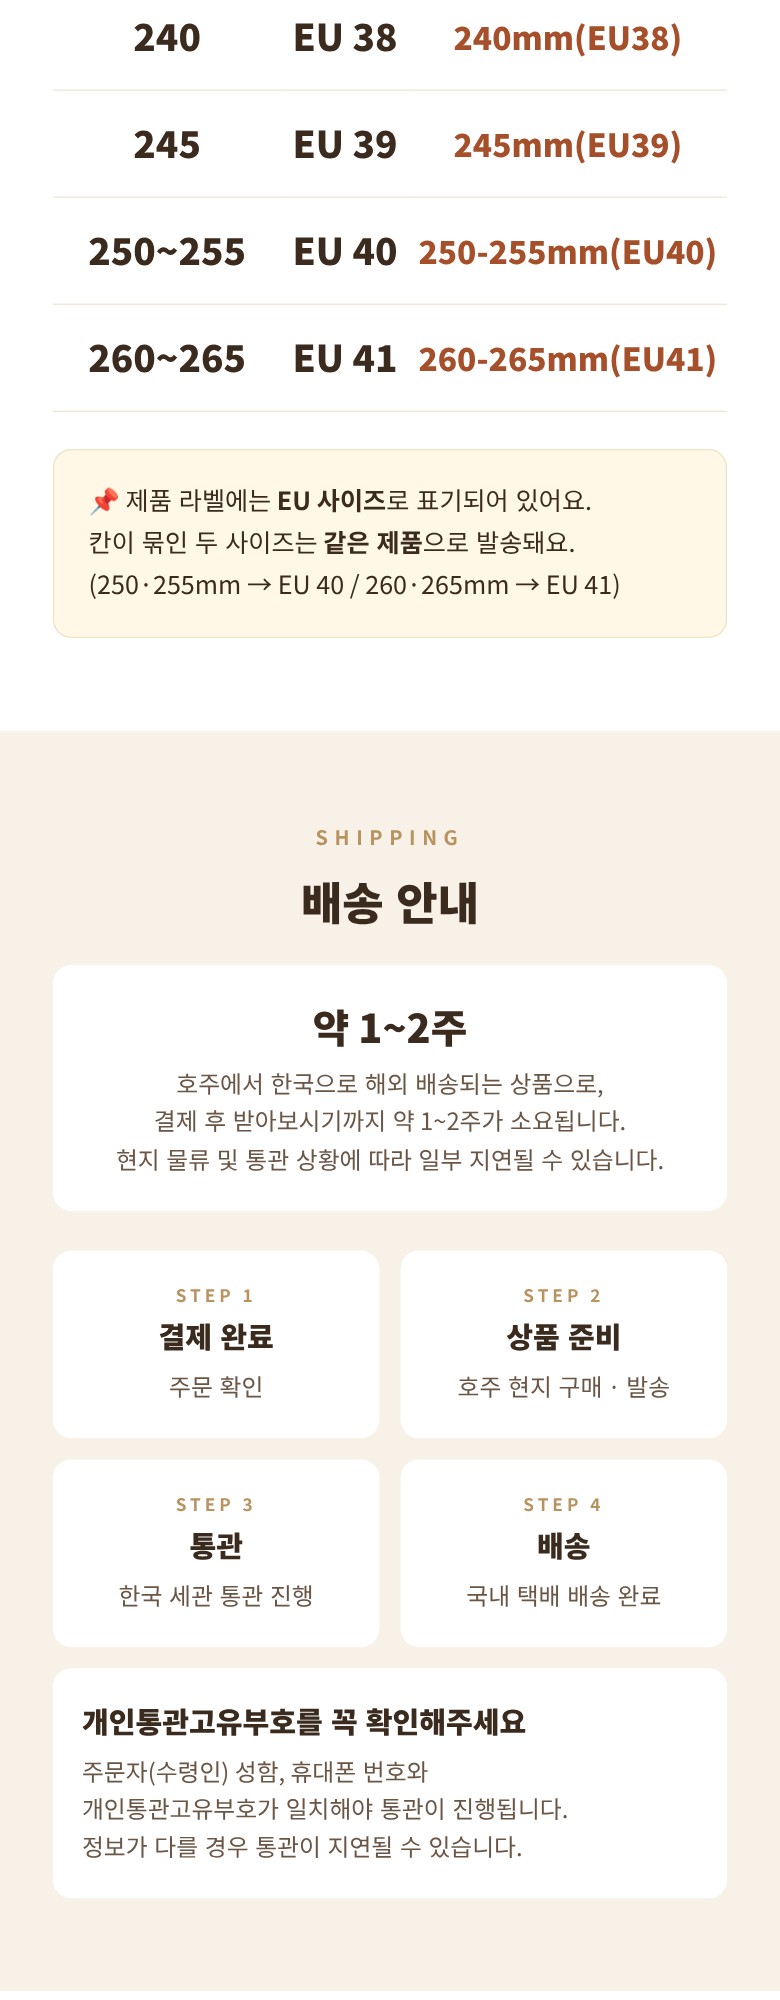 240 EU 38 240mm(EU38)
245 EU 39 245mm(EU39)
250~255 EU 40 250-255mm(EU40)
260~265 EU 41 260-265mm(EU41)
📌 제품 라벨에는 EU 사이즈로 표기되어 있어요.
칸이 묶인 두 사이즈는 같은 제품으로 발송돼요.
(250·255mm → EU 40 / 260·265mm → EU 41)
SHIPPING
배송 안내
약 1~2주
호주에서 한국으로 해외 배송되는 상품으로,
결제 후 받아보시기까지 약 1~2주가 소요됩니다.
현지 물류 및 통관 상황에 따라 일부 지연될 수 있습니다.
STEP 1
결제 완료
주문 확인
STEP 2
상품 준비
호주 현지 구매 · 발송
STEP 3
통관
한국 세관 통관 진행
STEP 4
배송
국내 택배 배송 완료
개인통관고유부호를 꼭 확인해주세요
주문자(수령인) 성함, 휴대폰 번호와
개인통관고유부호가 일치해야 통관이 진행됩니다.
정보가 다를 경우 통관이 지연될 수 있습니다.